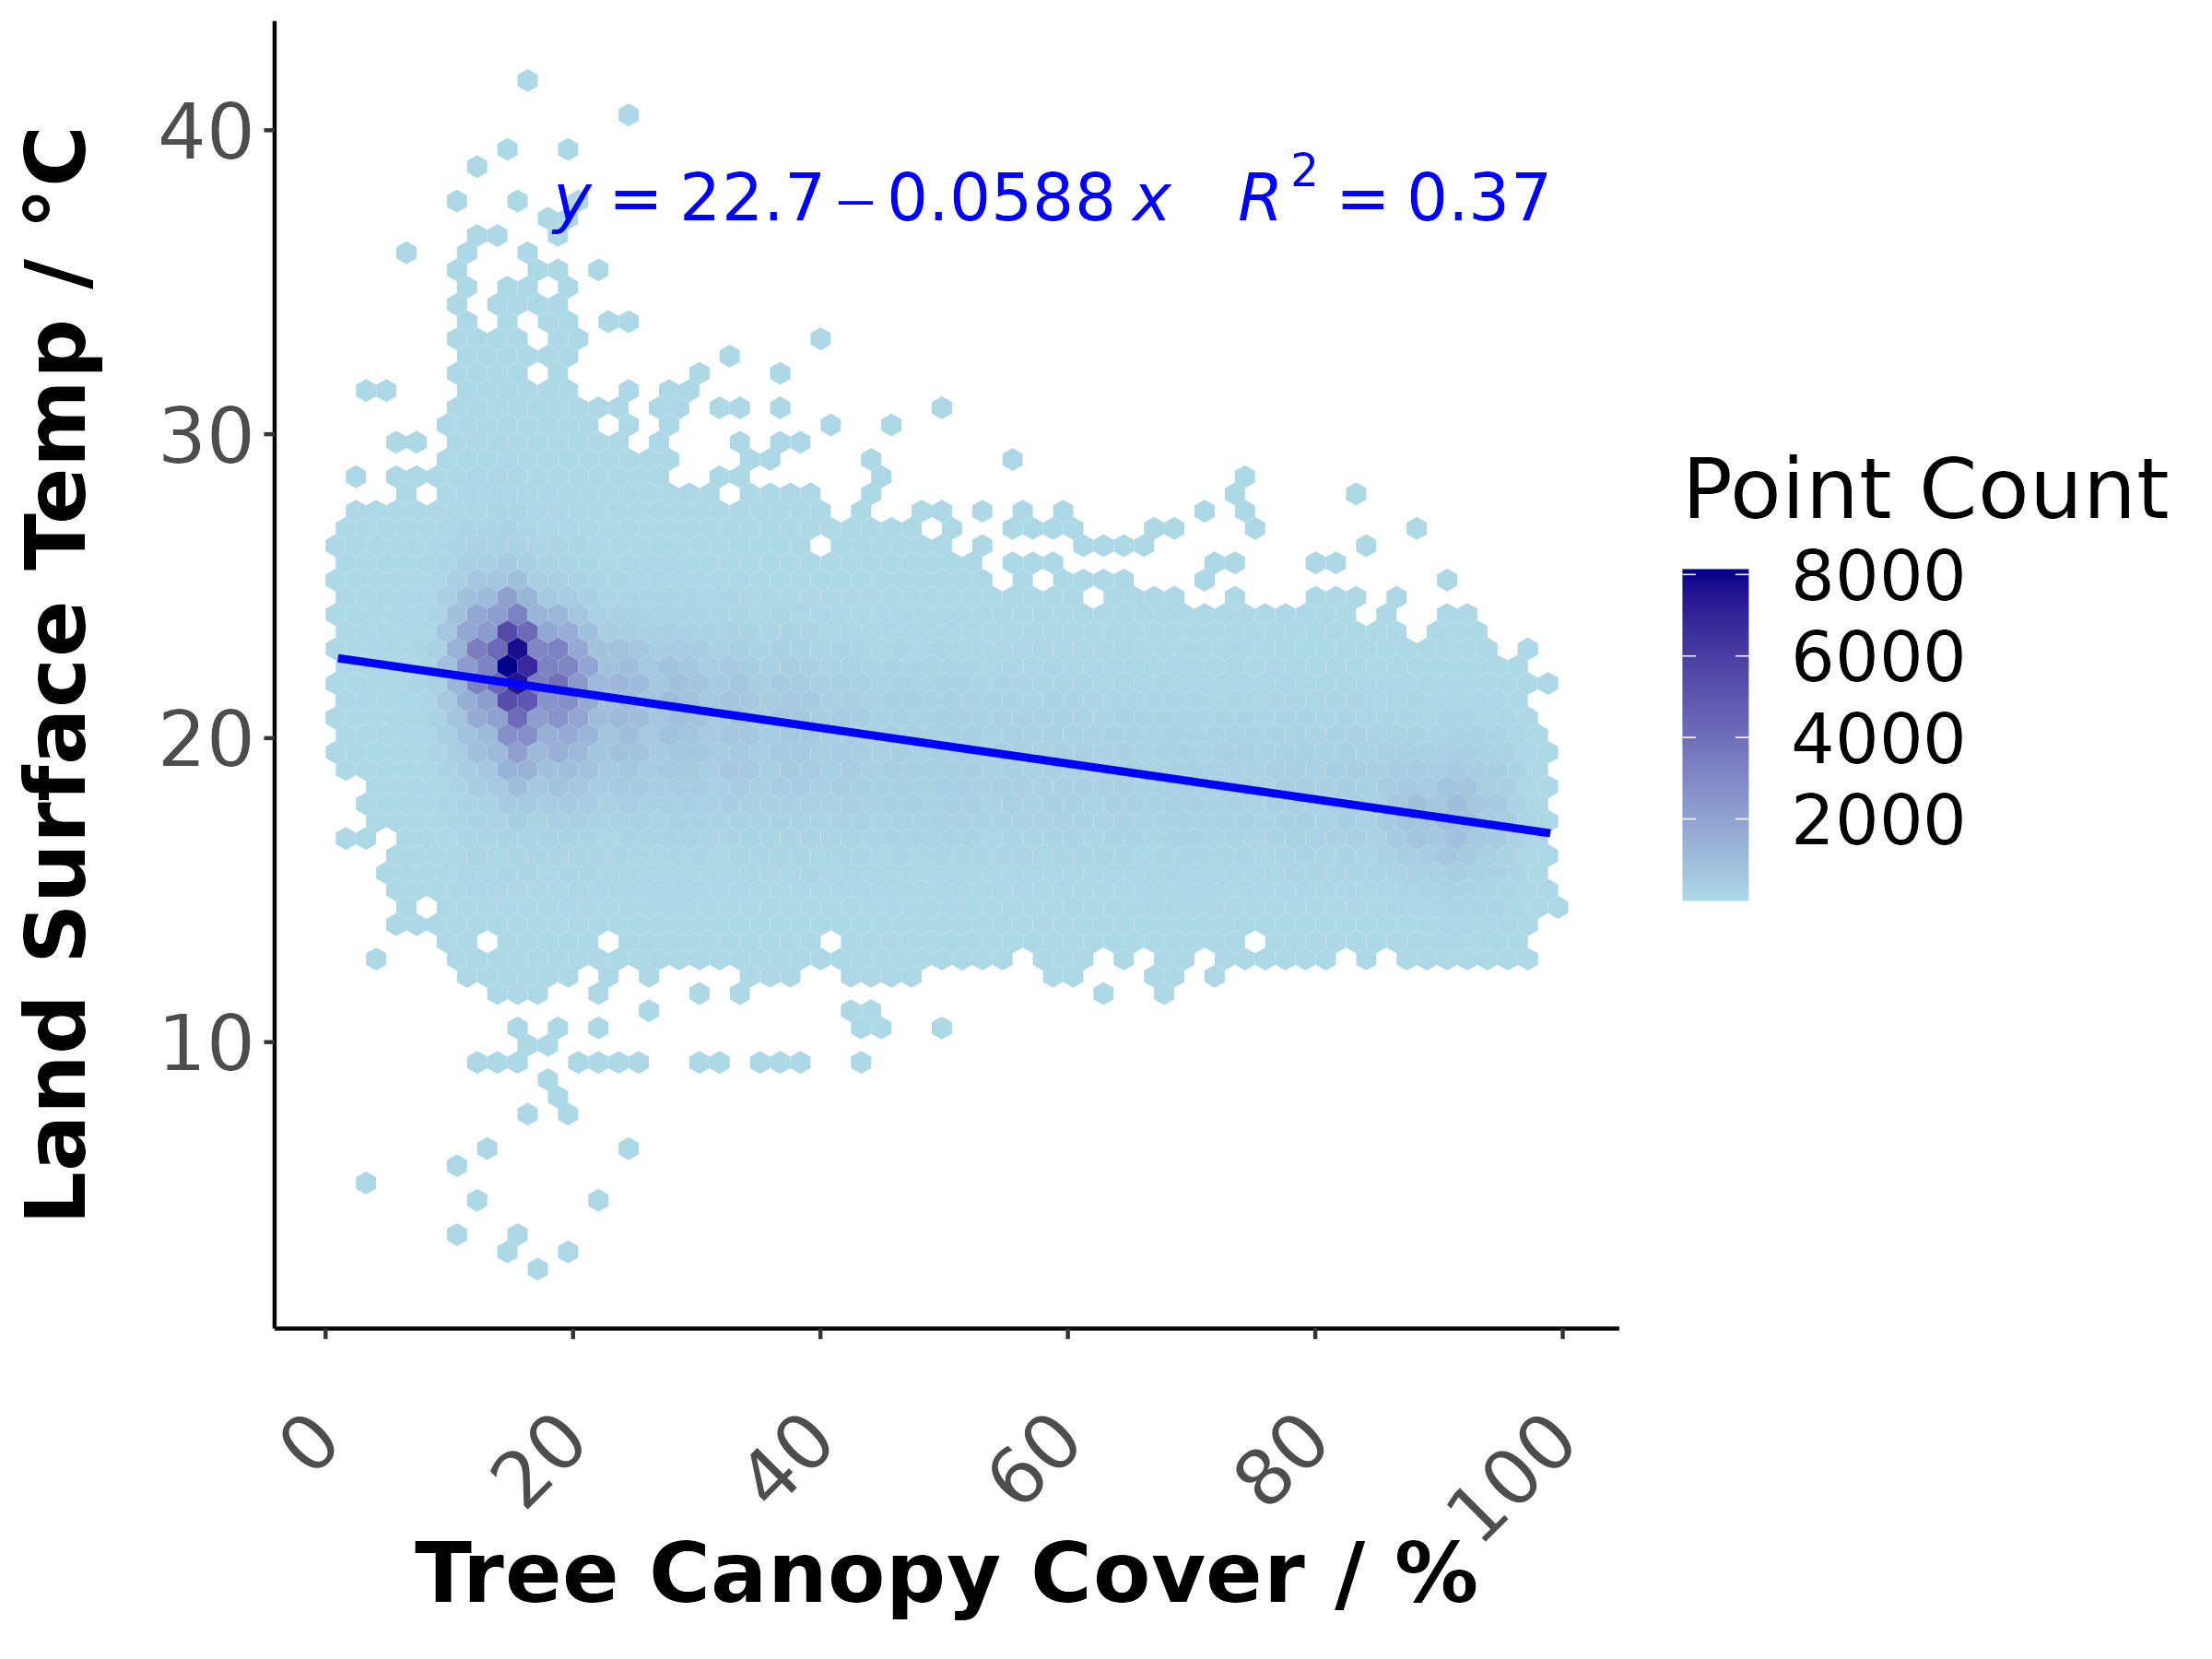 Land Surface Temp / °C
40
30
20
10
y = 22.7 − 0.0588 x R² = 0.37
0 20 40 60 80 100
Tree Canopy Cover / %
Point Count
8000
6000
4000
2000